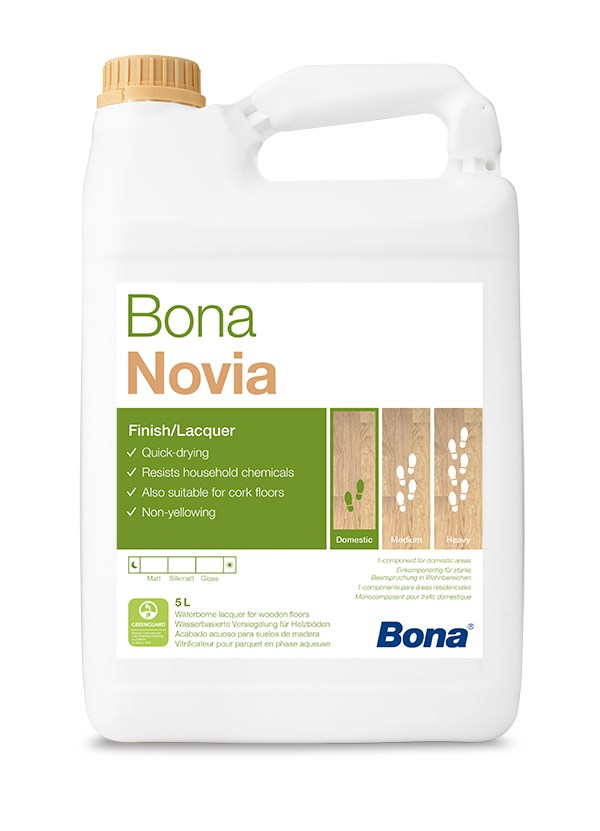 Bona
Novia
Finish/Lacquer
✓ Quick-drying
✓ Resists household chemicals
✓ Also suitable for cork floors
✓ Non-yellowing
Domestic
Medium
Heavy
Matt
Silkmatt
Gloss
1-component for domestic areas
Einkomponentig für starke
Beanspruchung in Wohnbereichen
1-componente para áreas residenciales
Monocomposant pour trafic domestique
GREENGUARD
5 L
Waterborne lacquer for wooden floors
Wasserbasierte Versiegelung für Holzböden
Acabado acuoso para suelos de madera
Vitrificateur pour parquet en phase aqueuse
Bona®